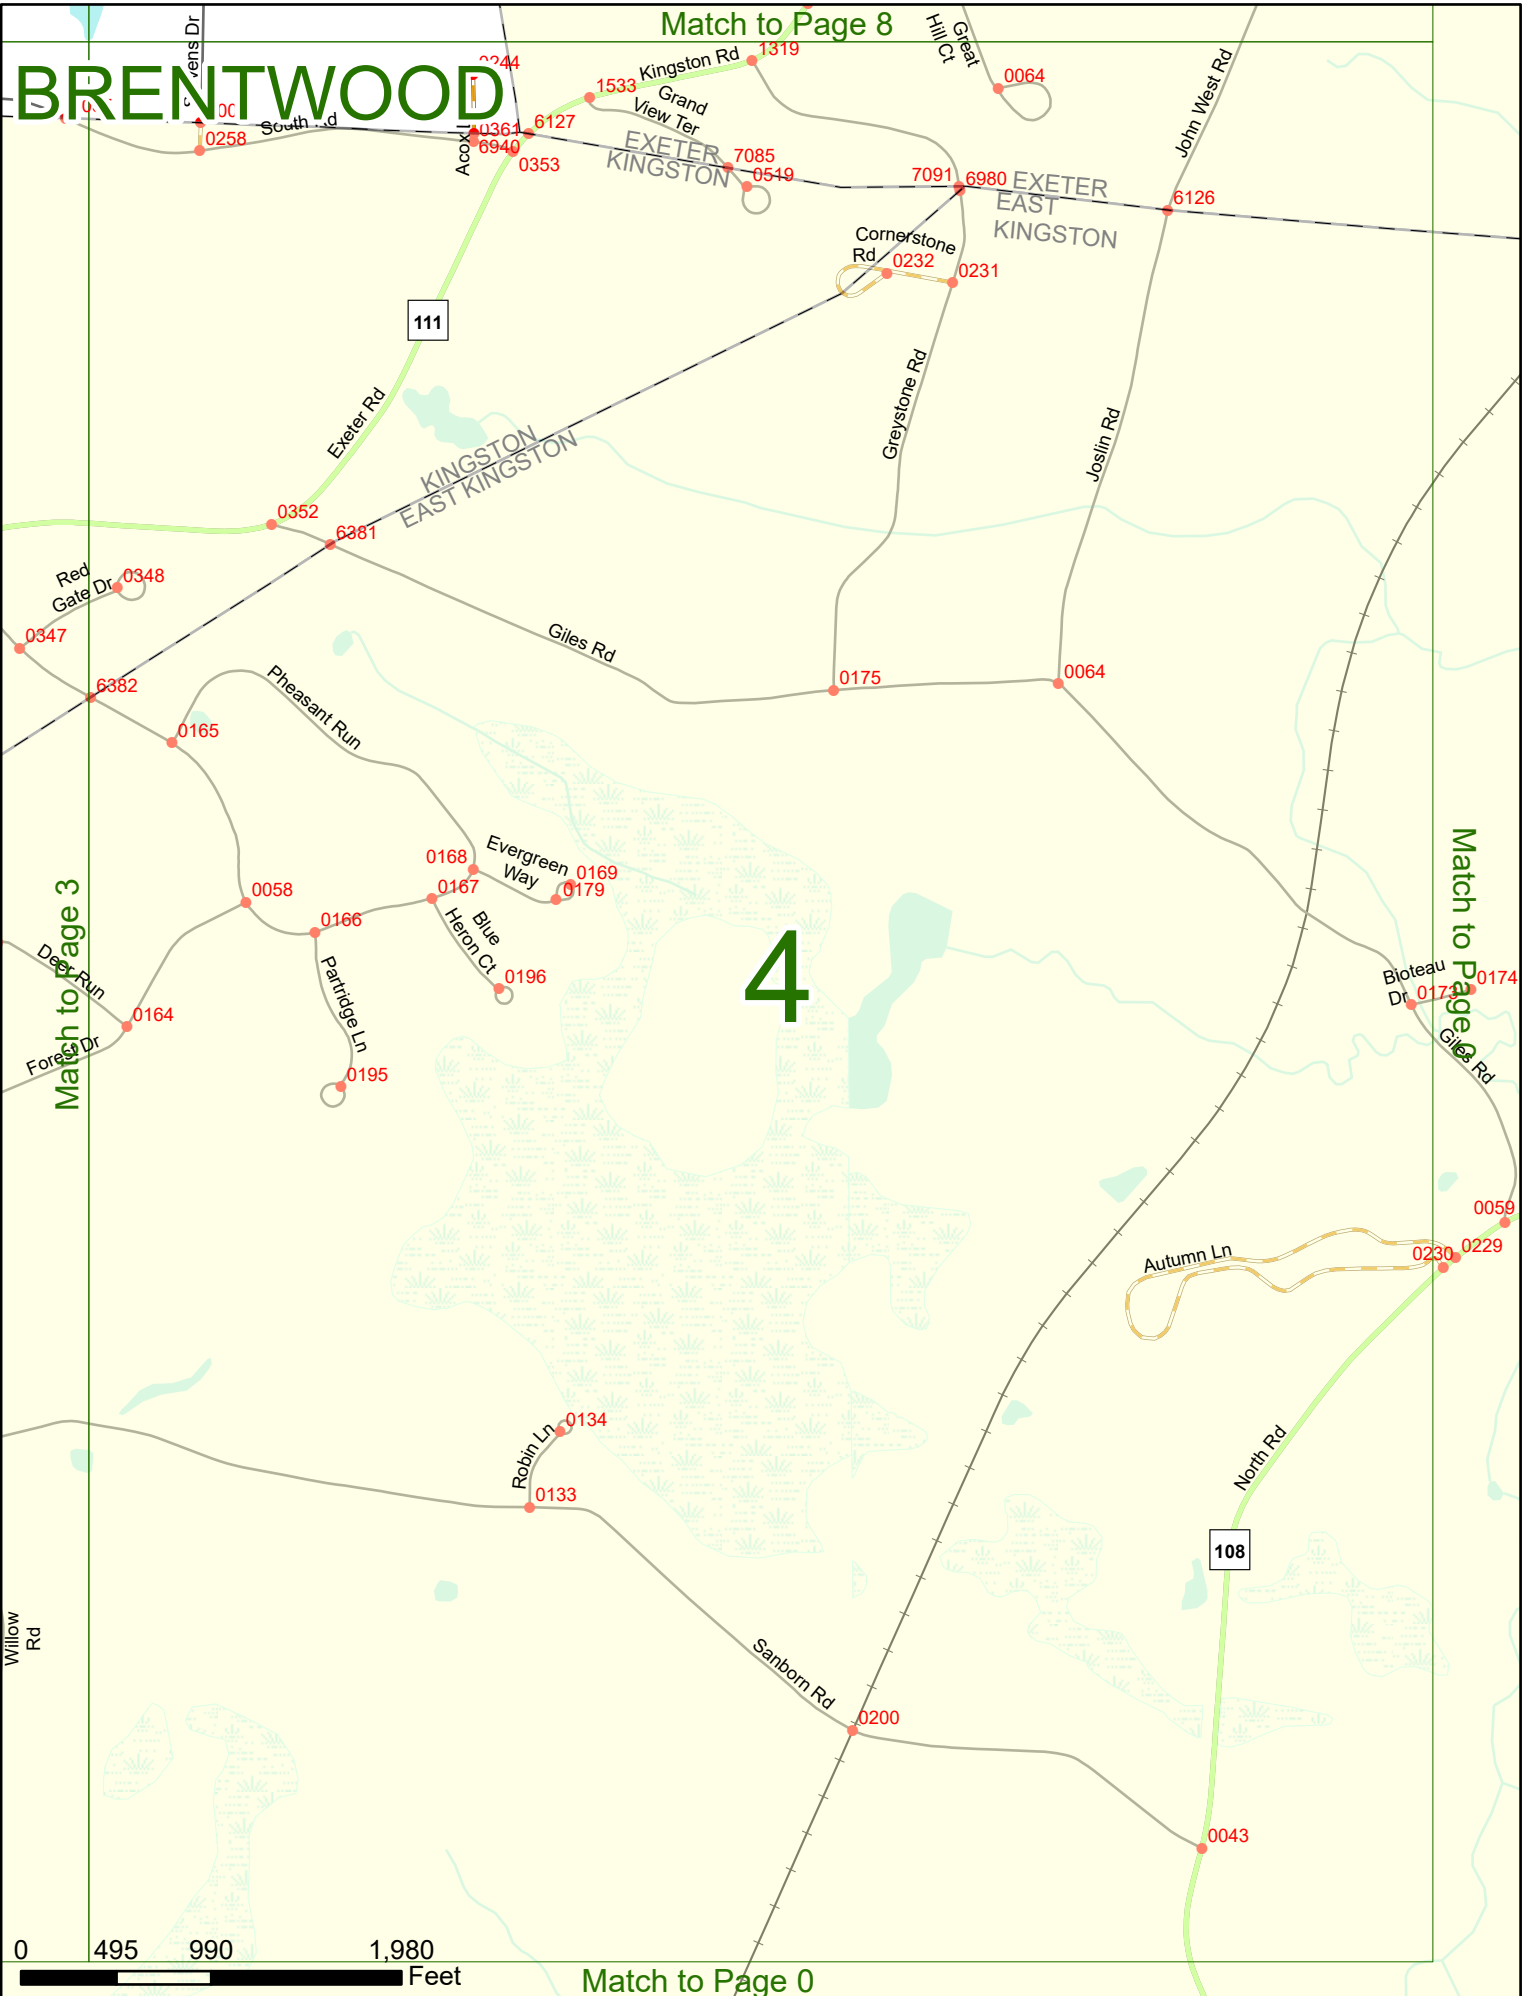 Match to Page 8
BRENTWOOD
Kingston Rd
1319
Great
Hill Ct
0064
John West Rd
1533
Grand
View Ter
0244
0258
South Rd
0361
6940
6127
0353
EXETER
KINGSTON
7085
0519
7091
6980
EXETER
EAST
KINGSTON
6126
Cornerstone
Rd
0232
0231
111
Exeter Rd
Greystone Rd
Joslin Rd
KINGSTON
EAST KINGSTON
0352
6381
Red
Gate Dr
0348
0347
Giles Rd
6382
0175
0064
Pheasant Run
0165
0168
Evergreen
Way
0169
0179
0167
0058
0166
Blue
Heron Ct
0196
Match to Page 3
Deer Run
0164
Forest Dr
Partridge Ln
0195
4
Match to Page 0
Bioteau
Dr
0173
0174
Giles Rd
0059
0229
0230
Autumn Ln
0134
Robin Ln
0133
North Rd
108
Willow
Rd
Sanborn Rd
0200
0043
0
495
990
1,980
Feet
Match to Page 0